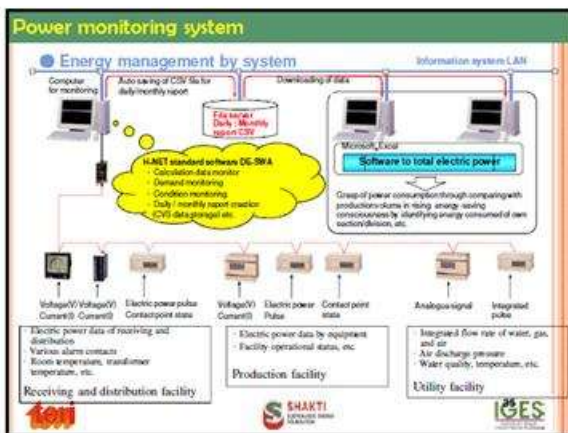 Power monitoring system
Energy management by system
Information system LAN
Computer
for monitoring
Auto saving of CSV file for
daily/monthly report
Downloading of data
File server
Daily : Monthly
report CSV
Microsoft Excel
Software to total electric power
H-NET standard software DE-SWA
· Calculation data monitor
· Demand monitoring
· Condition monitoring
· Daily / monthly report creation
(CVS data storage) etc.
Grasp of power consumption through comparing with
production volume in rising energy-saving
consciousness by identifying energy consumed of own
section/division, etc.
Voltage(V)
Current(I)
Voltage(V)
Current(I)
Electric power pulse
Contact point state
Voltage(V)
Current(I)
Electric power
Pulse
Contact point
state
Analogue signal
Integrated
pulse
· Electric power data of receiving and
distribution
· Various alarm contacts
· Room temperature, transformer
temperature, etc.
Receiving and distribution facility
· Electric power data by equipment
· Facility operational status, etc
Production facility
· Integrated flow rate of water, gas,
and air
· Air discharge pressure
· Water quality, temperature, etc.
Utility facility
teri
SHAKTI
SUSTAINABLE ENERGY
FOUNDATION
IGES